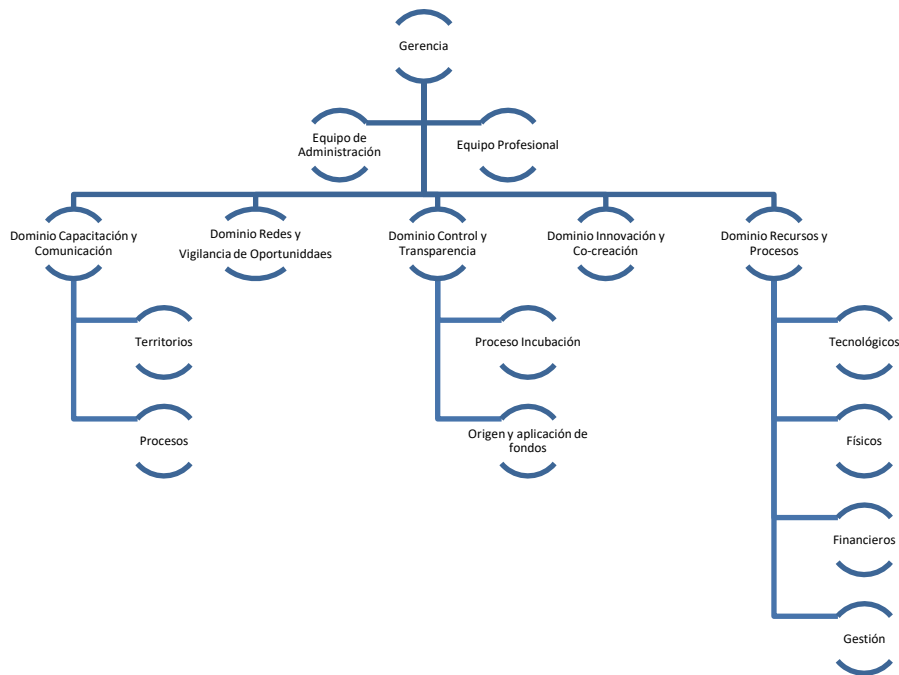 Gerencia
Equipo de
Administración
Equipo Profesional
Dominio Capacitación y
Comunicación
Dominio Redes y
Vigilancia de Oportuniddaes
Dominio Control y
Transparencia
Dominio Innovación y
Co-creación
Dominio Recursos y
Procesos
Territorios
Procesos
Proceso Incubación
Origen y aplicación de
fondos
Tecnológicos
Físicos
Financieros
Gestión